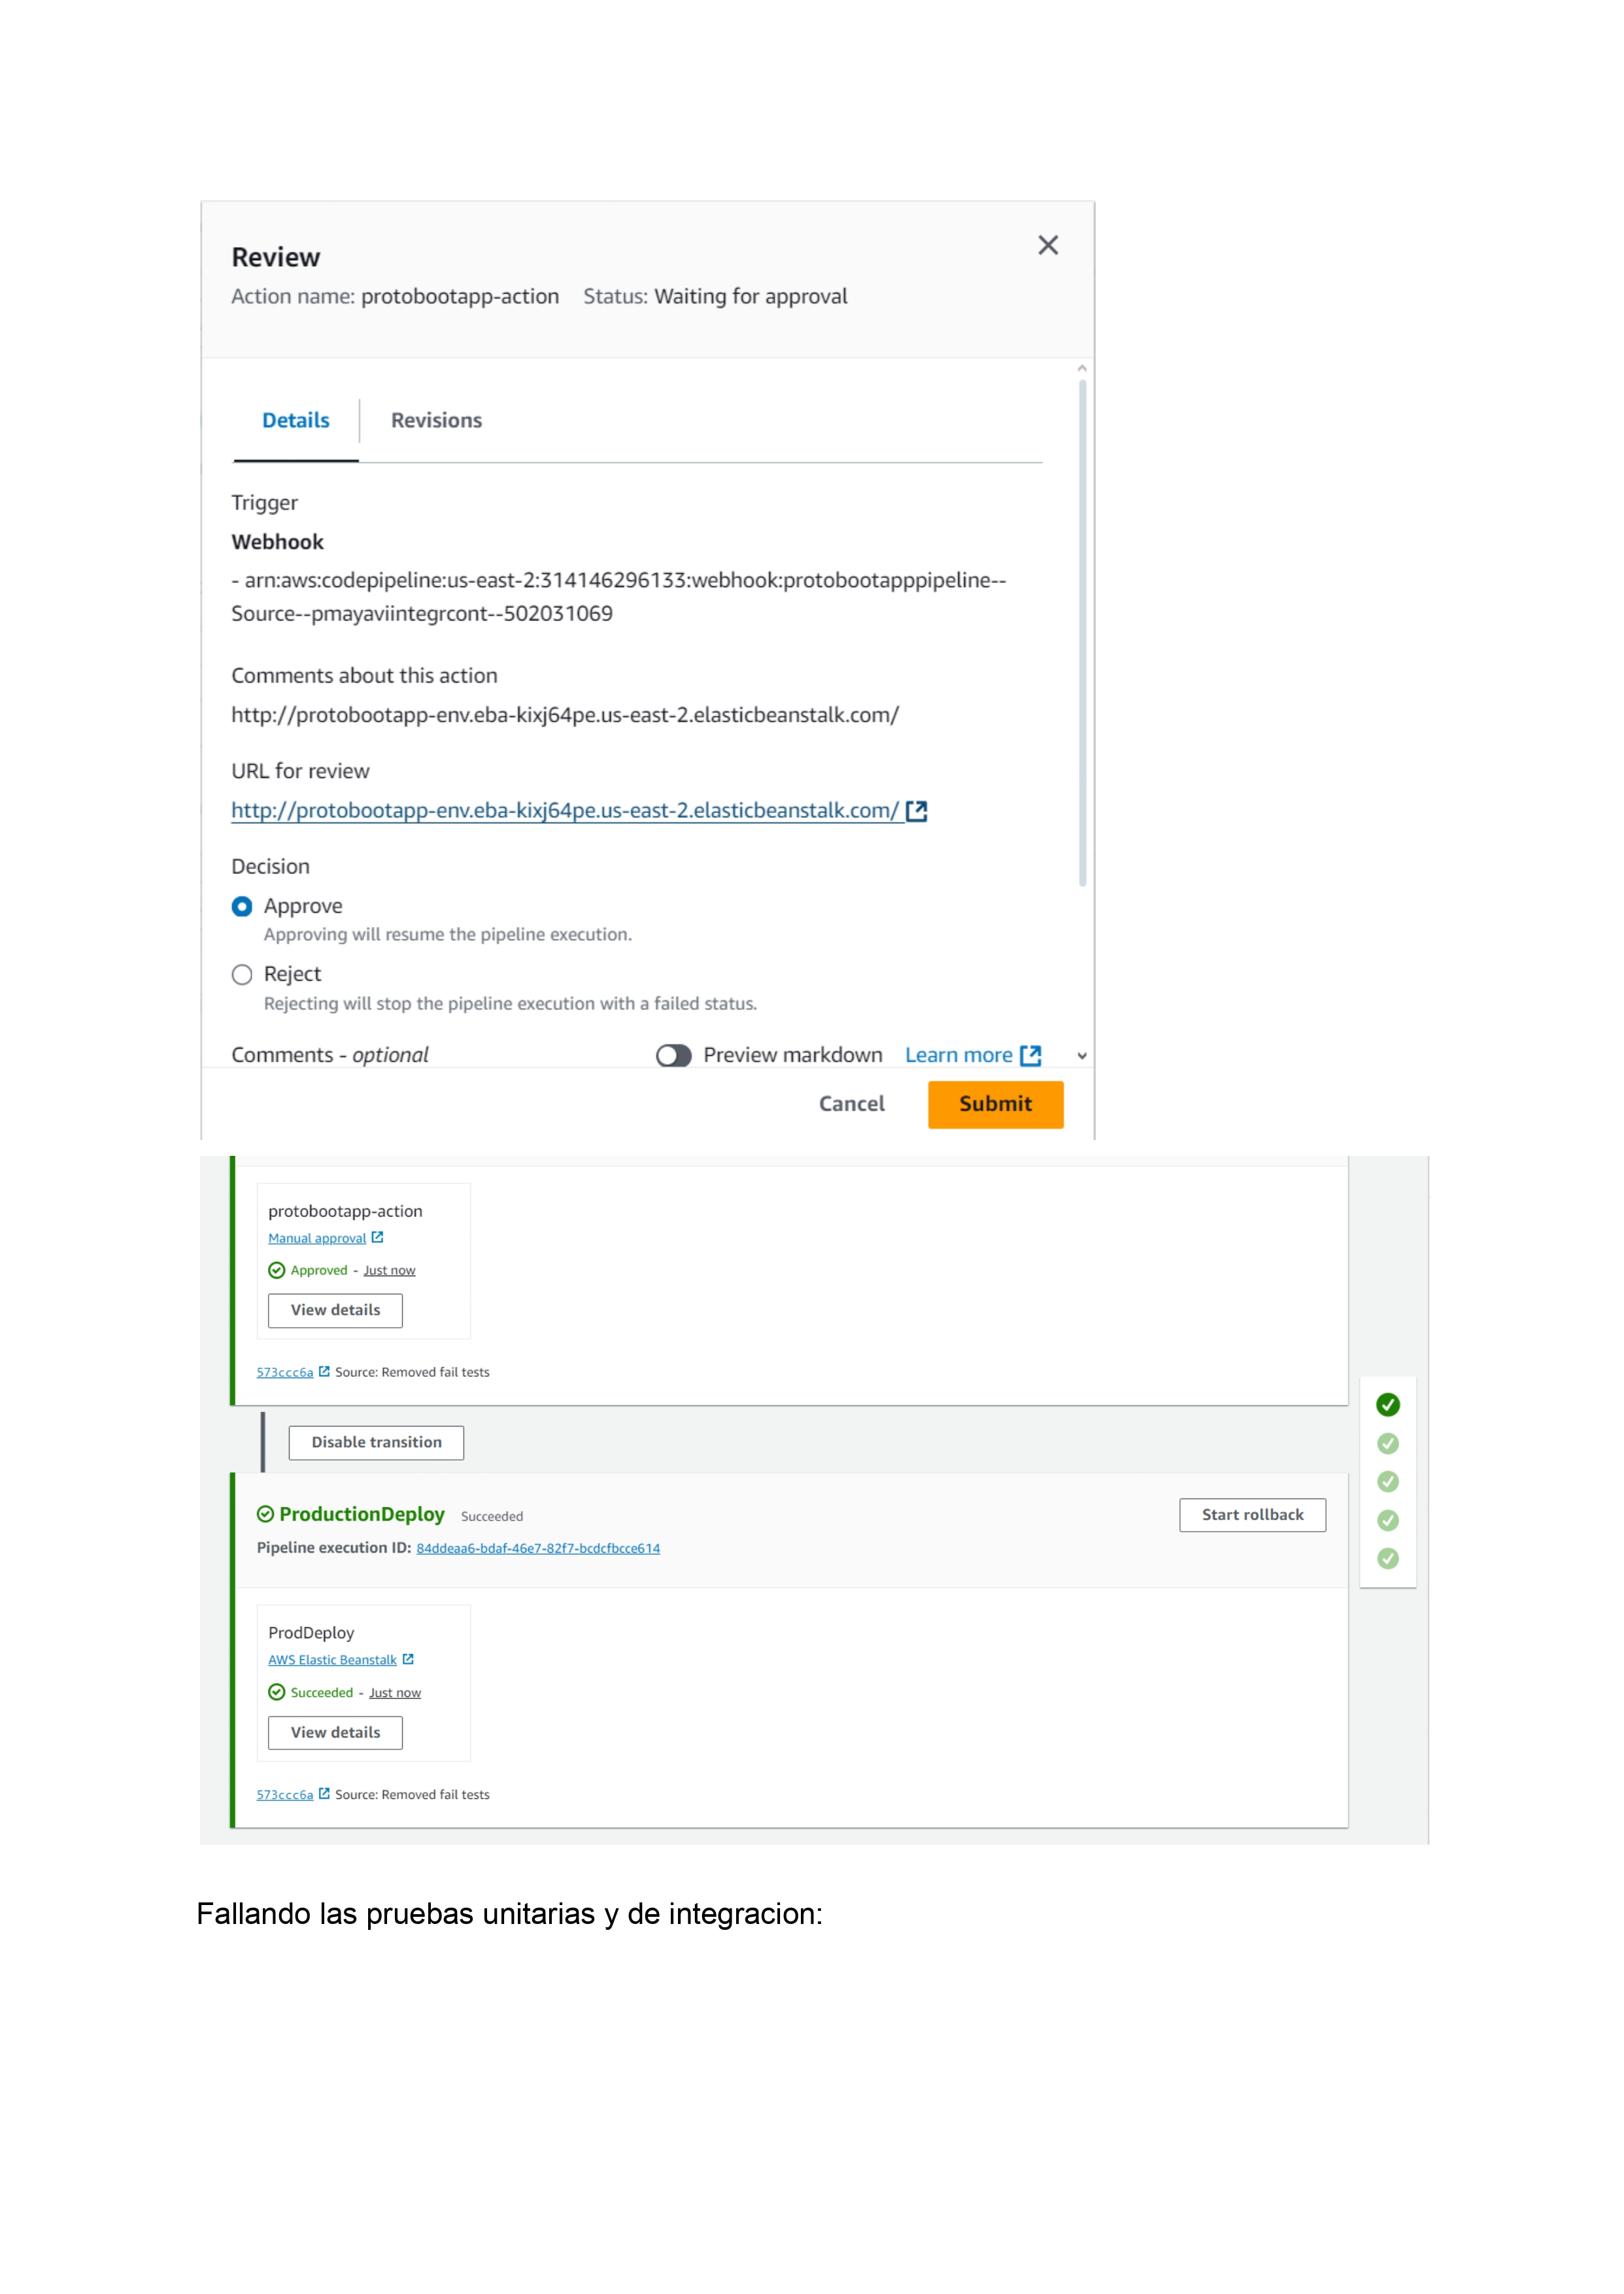 Review
Action name: protobootapp-action Status: Waiting for approval
Details Revisions
Trigger
Webhook
- arn:aws:codepipeline:us-east-2:314146296133:webhook:protobootapppipeline--
Source--pmayaviintegrcont--502031069
Comments about this action
http://protobootapp-env.eba-kixj64pe.us-east-2.elasticbeanstalk.com/
URL for review
http://protobootapp-env.eba-kixj64pe.us-east-2.elasticbeanstalk.com/
Decision
Approve
Approving will resume the pipeline execution.
Reject
Rejecting will stop the pipeline execution with a failed status.
Comments - optional Preview markdown Learn more
Cancel Submit
protobootapp-action
Manual approval
Approved - Just now
View details
573ccc6a Source: Removed fail tests
Disable transition
ProductionDeploy Succeeded Start rollback
Pipeline execution ID: 84ddeaa6-bdaf-46e7-82f7-bcdcfbcce614
ProdDeploy
AWS Elastic Beanstalk
Succeeded - Just now
View details
573ccc6a Source: Removed fail tests
Fallando las pruebas unitarias y de integracion: